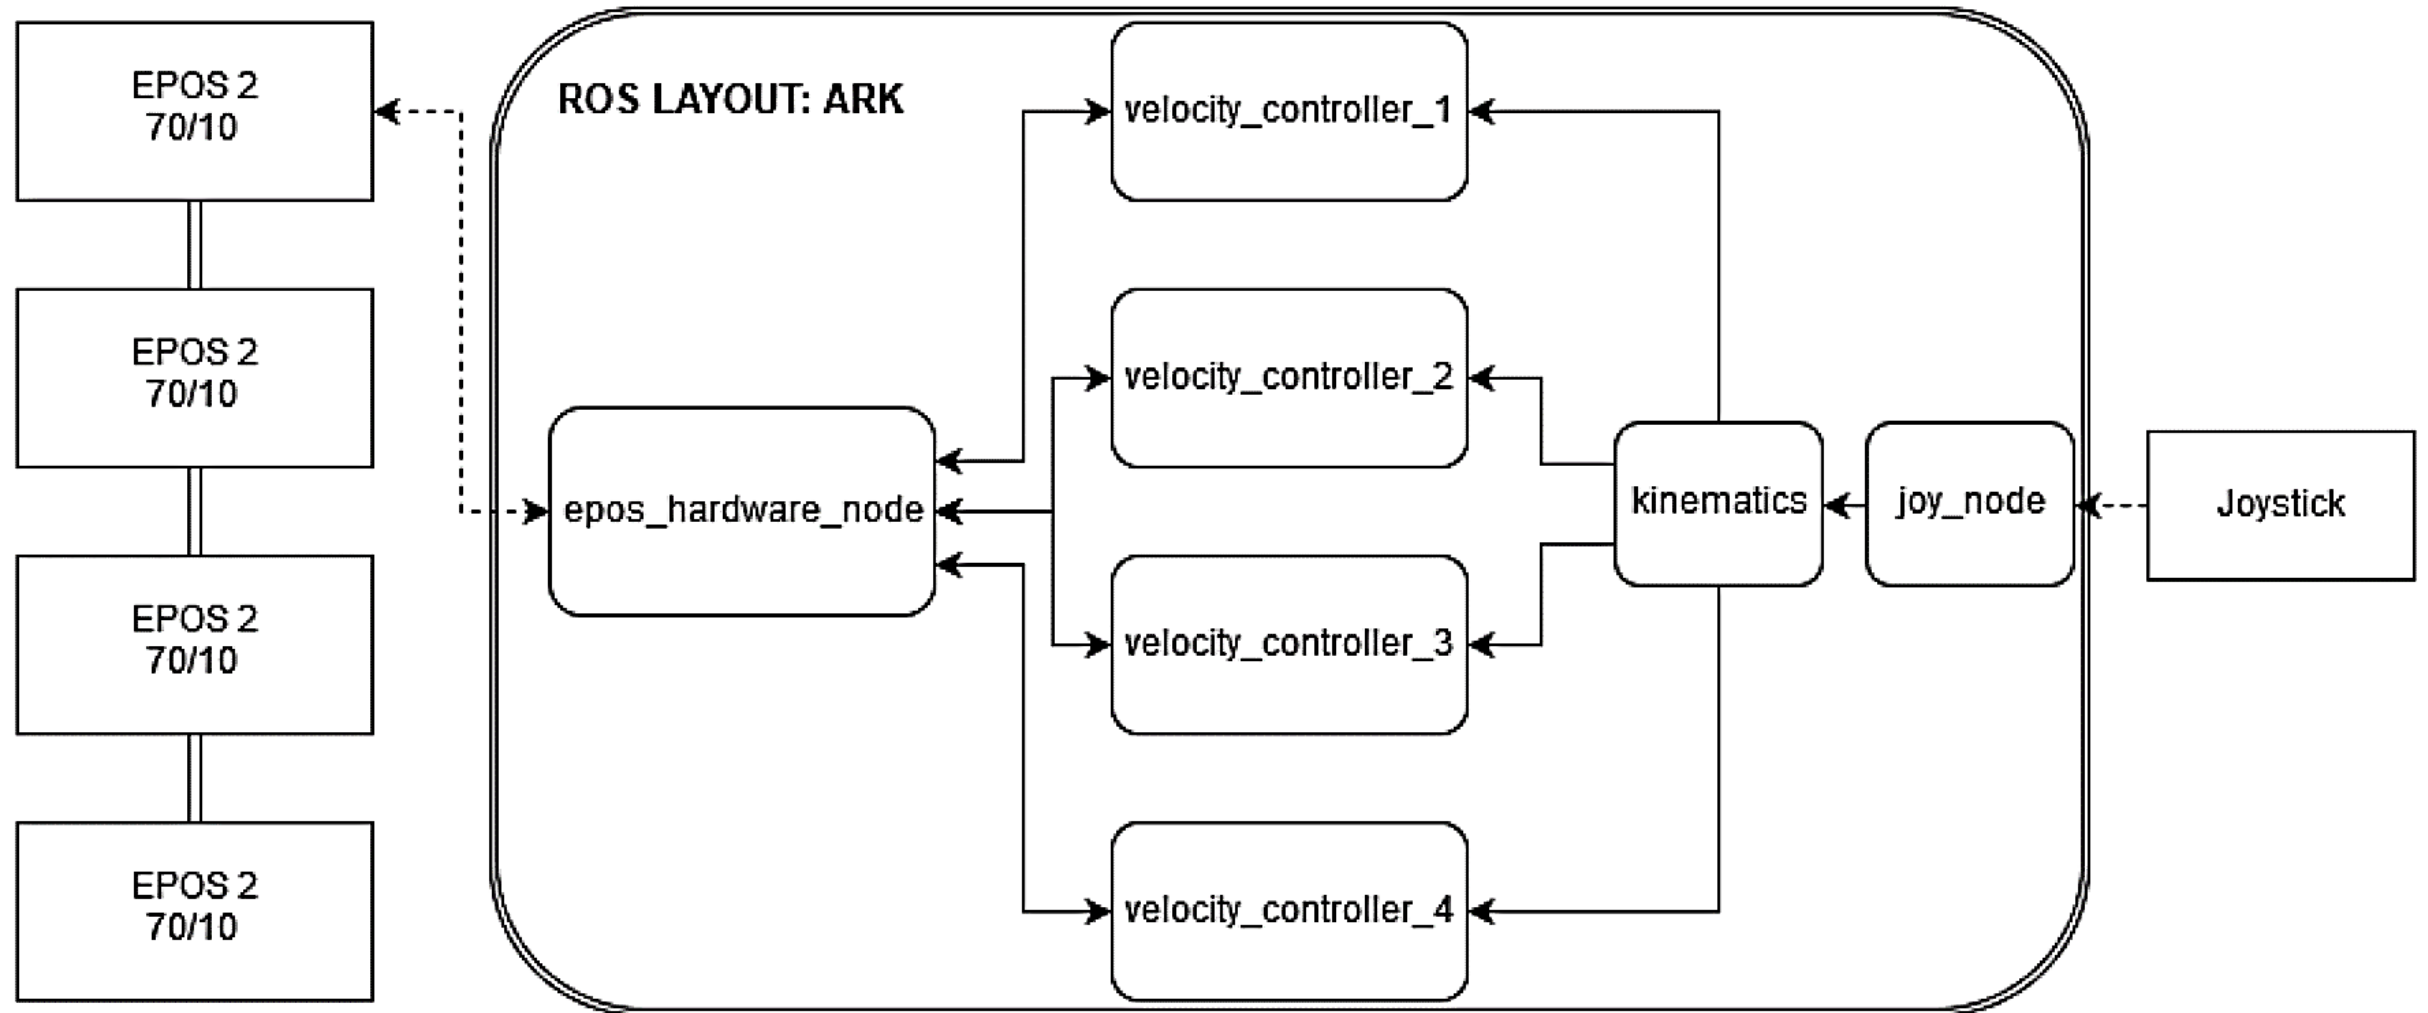 EPOS 2
70/10
EPOS 2
70/10
EPOS 2
70/10
EPOS 2
70/10
ROS LAYOUT: ARK
epos_hardware_node
velocity_controller_1
velocity_controller_2
velocity_controller_3
velocity_controller_4
kinematics
joy_node
Joystick